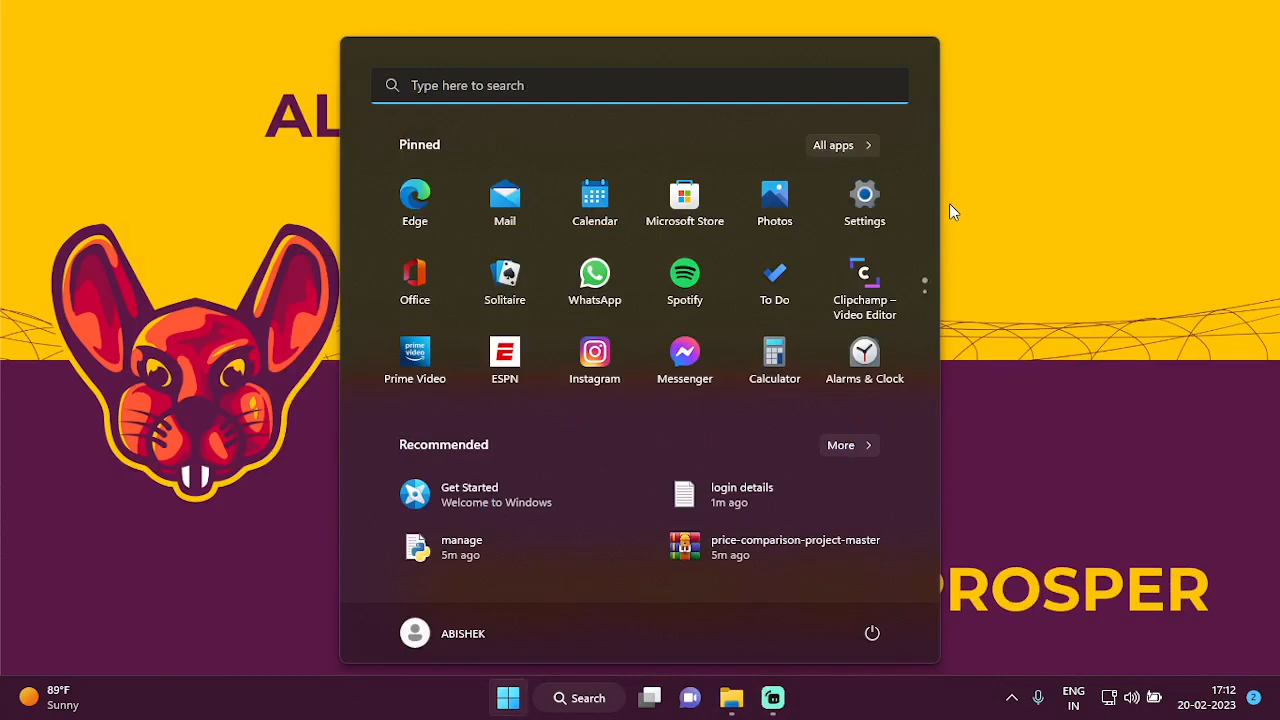 AL
Type here to search
Pinned
All apps
Edge
Mail
Calendar
Microsoft Store
Photos
Settings
Office
Solitaire
WhatsApp
Spotify
To Do
Clipchamp –
Video Editor
prime
video
Prime Video
ESPN
Instagram
Messenger
Calculator
Alarms & Clock
Recommended
More
Get Started
Welcome to Windows
login details
1m ago
manage
5m ago
price-comparison-project-master
5m ago
ROSPER
ABISHEK
89°F
Sunny
Search
ENG
IN
17:12
20-02-2023
2